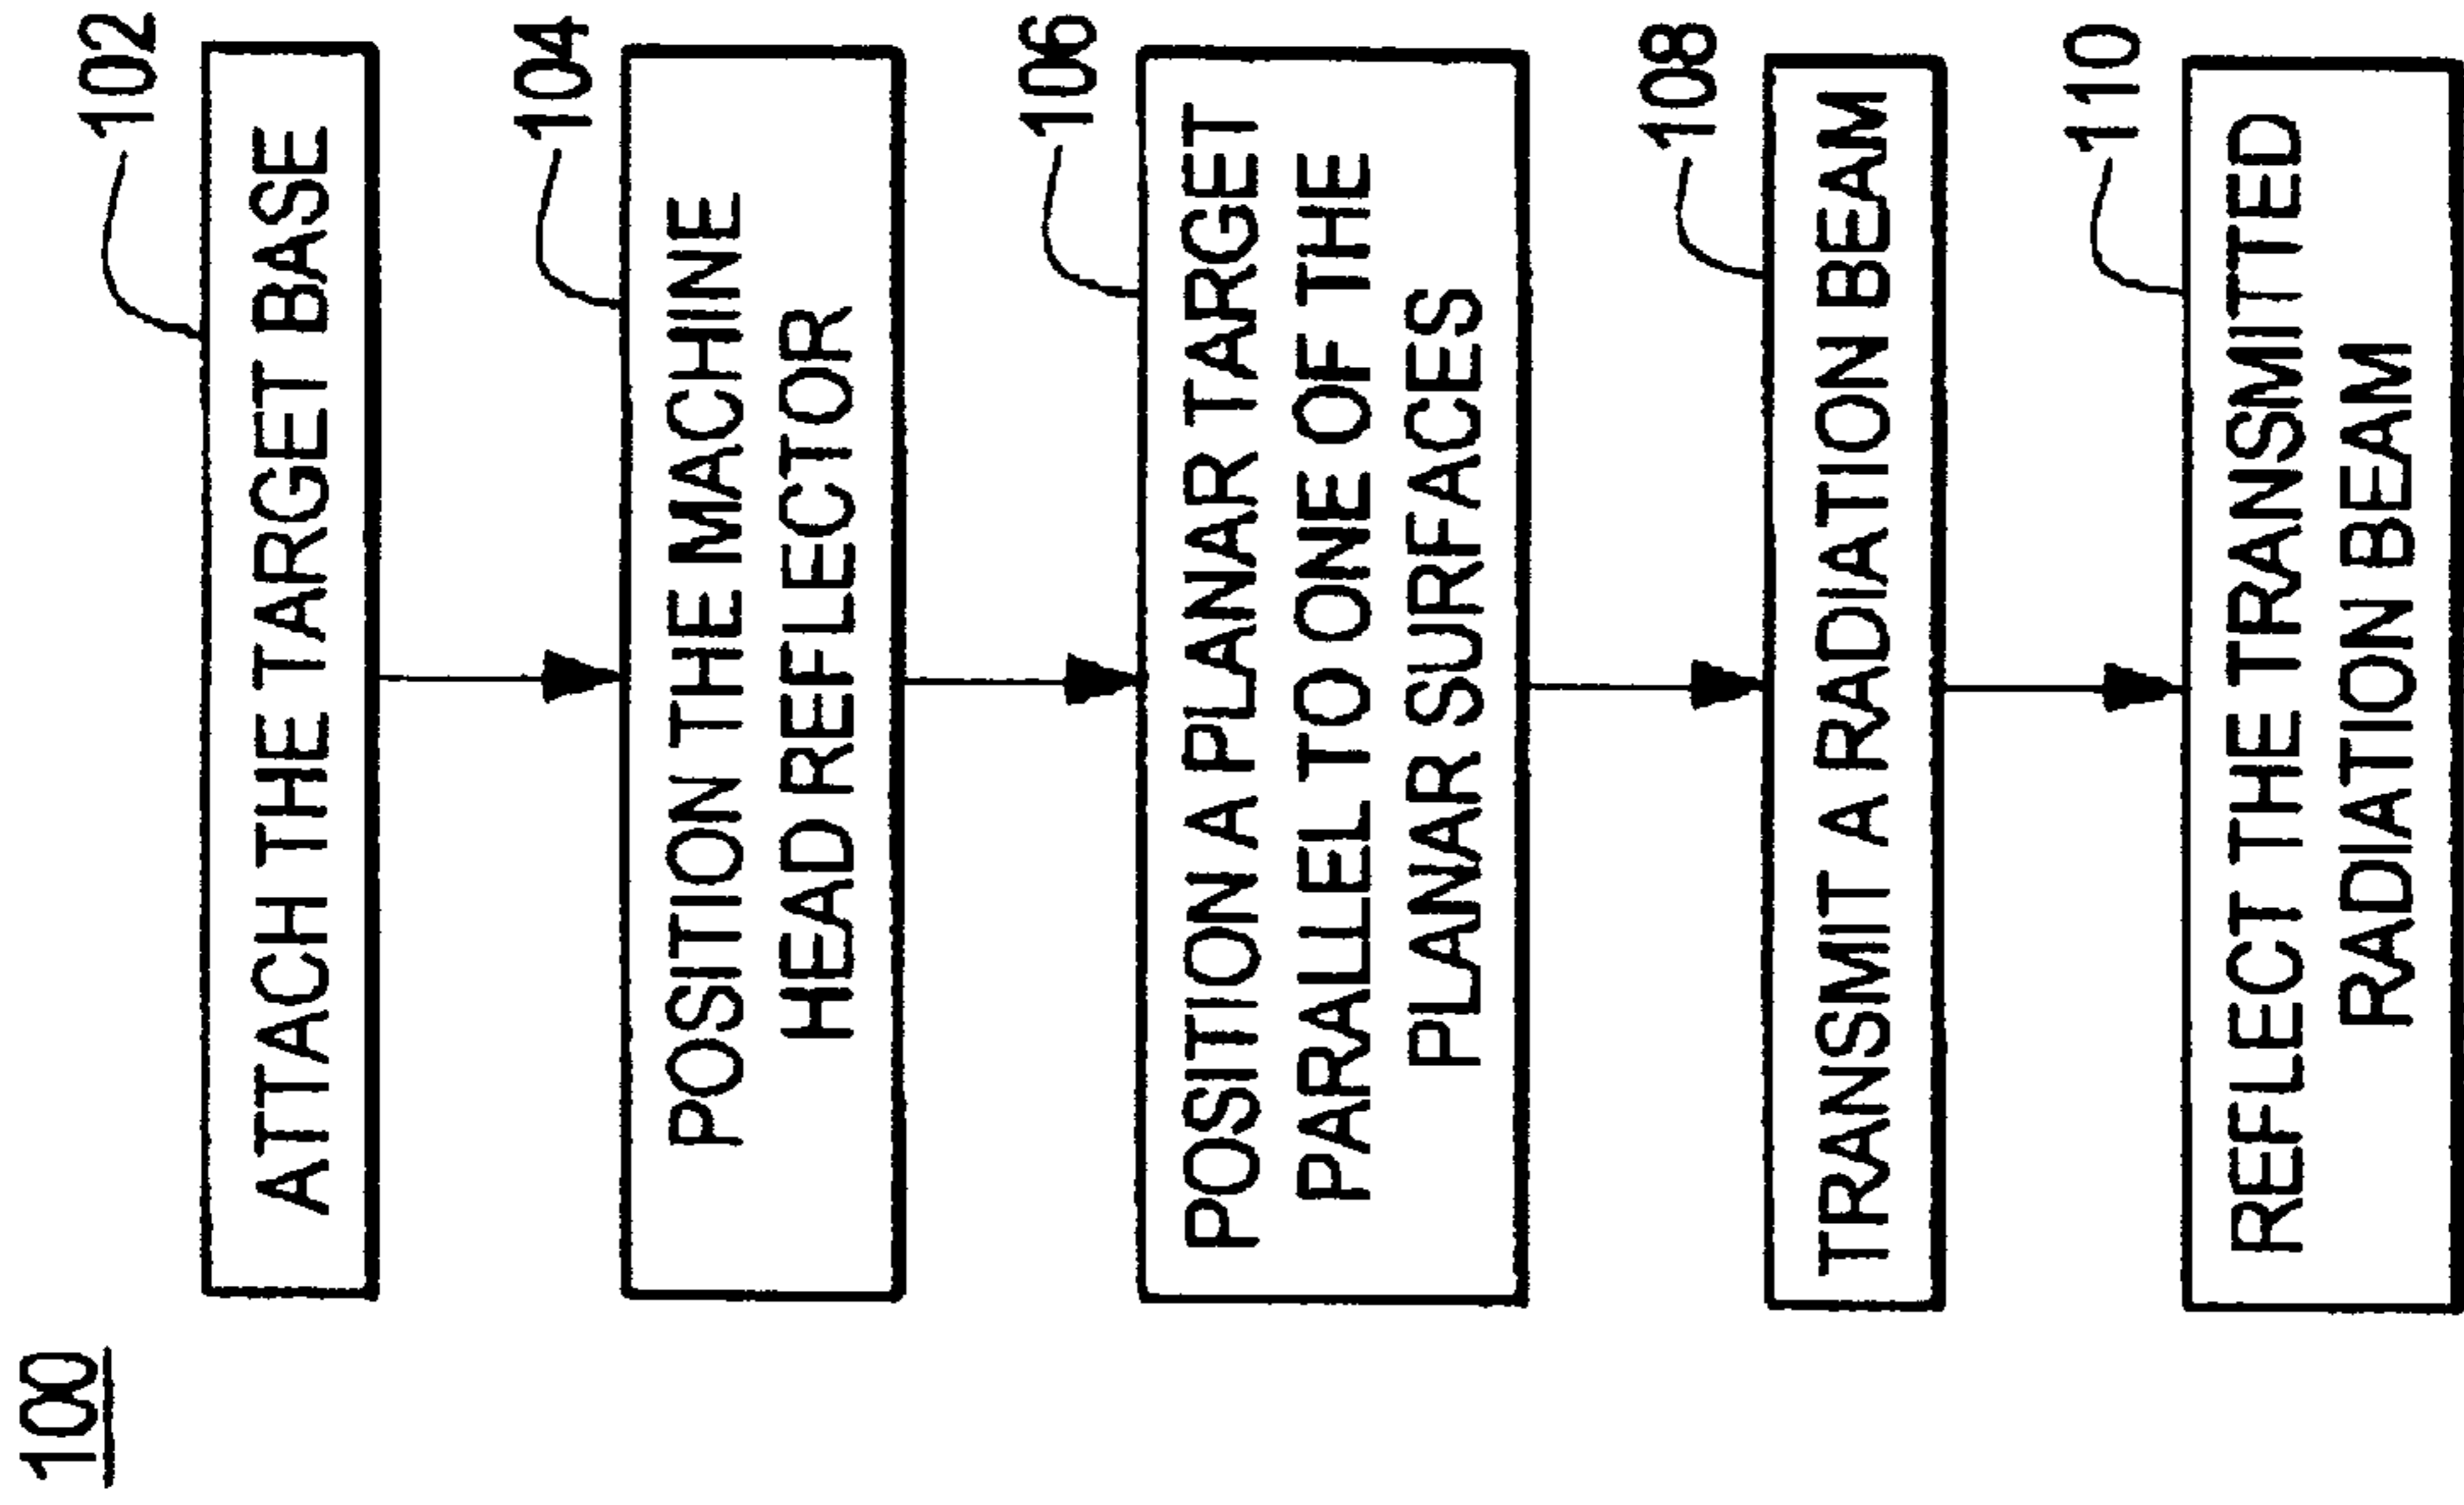 100
102
ATTACH THE TARGET BASE
104
POSITION THE MACHINE
HEAD REFLECTOR
106
POSITION A PLANAR TARGET
PARALLEL TO ONE OF THE
PLANAR SURFACES
108
TRANSMIT A RADIATION BEAM
110
REFLECT THE TRANSMITTED
RADIATION BEAM